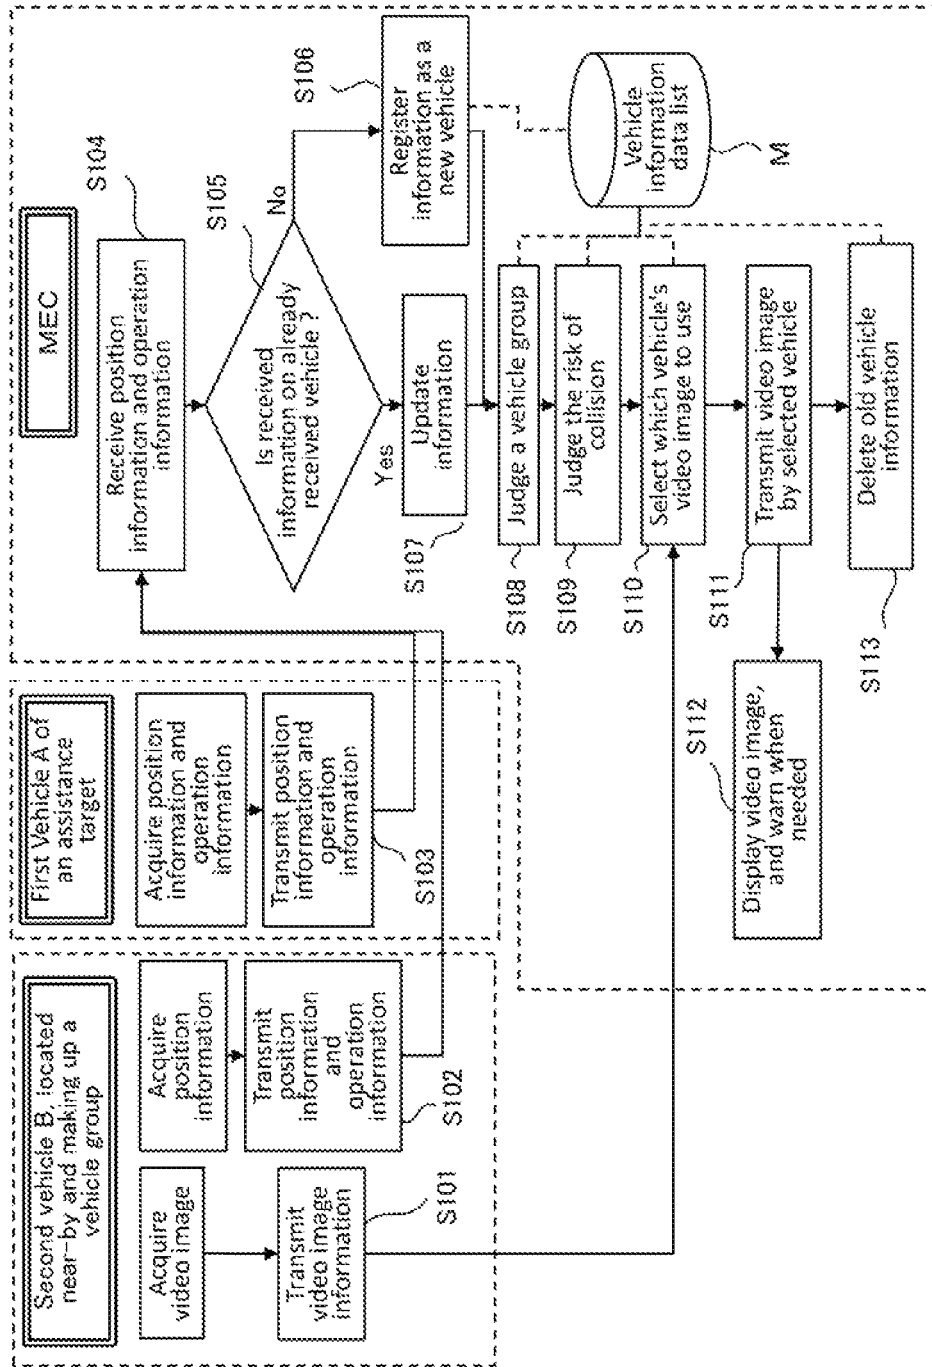 Second vehicle B, located
near-by and making up a
vehicle group
Acquire
video image
Transmit
video image
information
S101
Acquire
position
information
Transmit
position
information
and
operation
information
S102
First Vehicle A of
an assistance
target
Acquire position
information and
operation
information
Transmit position
information and
operation
information
S103
MEC
Receive position
information and operation
information
S104
Is received
information on already
received vehicle ?
S105
No
Yes
Register
information as a
new vehicle
S106
Update
information
S107
Judge a vehicle group
S108
Judge the risk of
collision
S109
Select which vehicle's
video image to use
S110
Transmit video image
by selected vehicle
S111
Display video image,
and warn when
needed
S112
Delete old vehicle
information
S113
Vehicle
information
data list
M